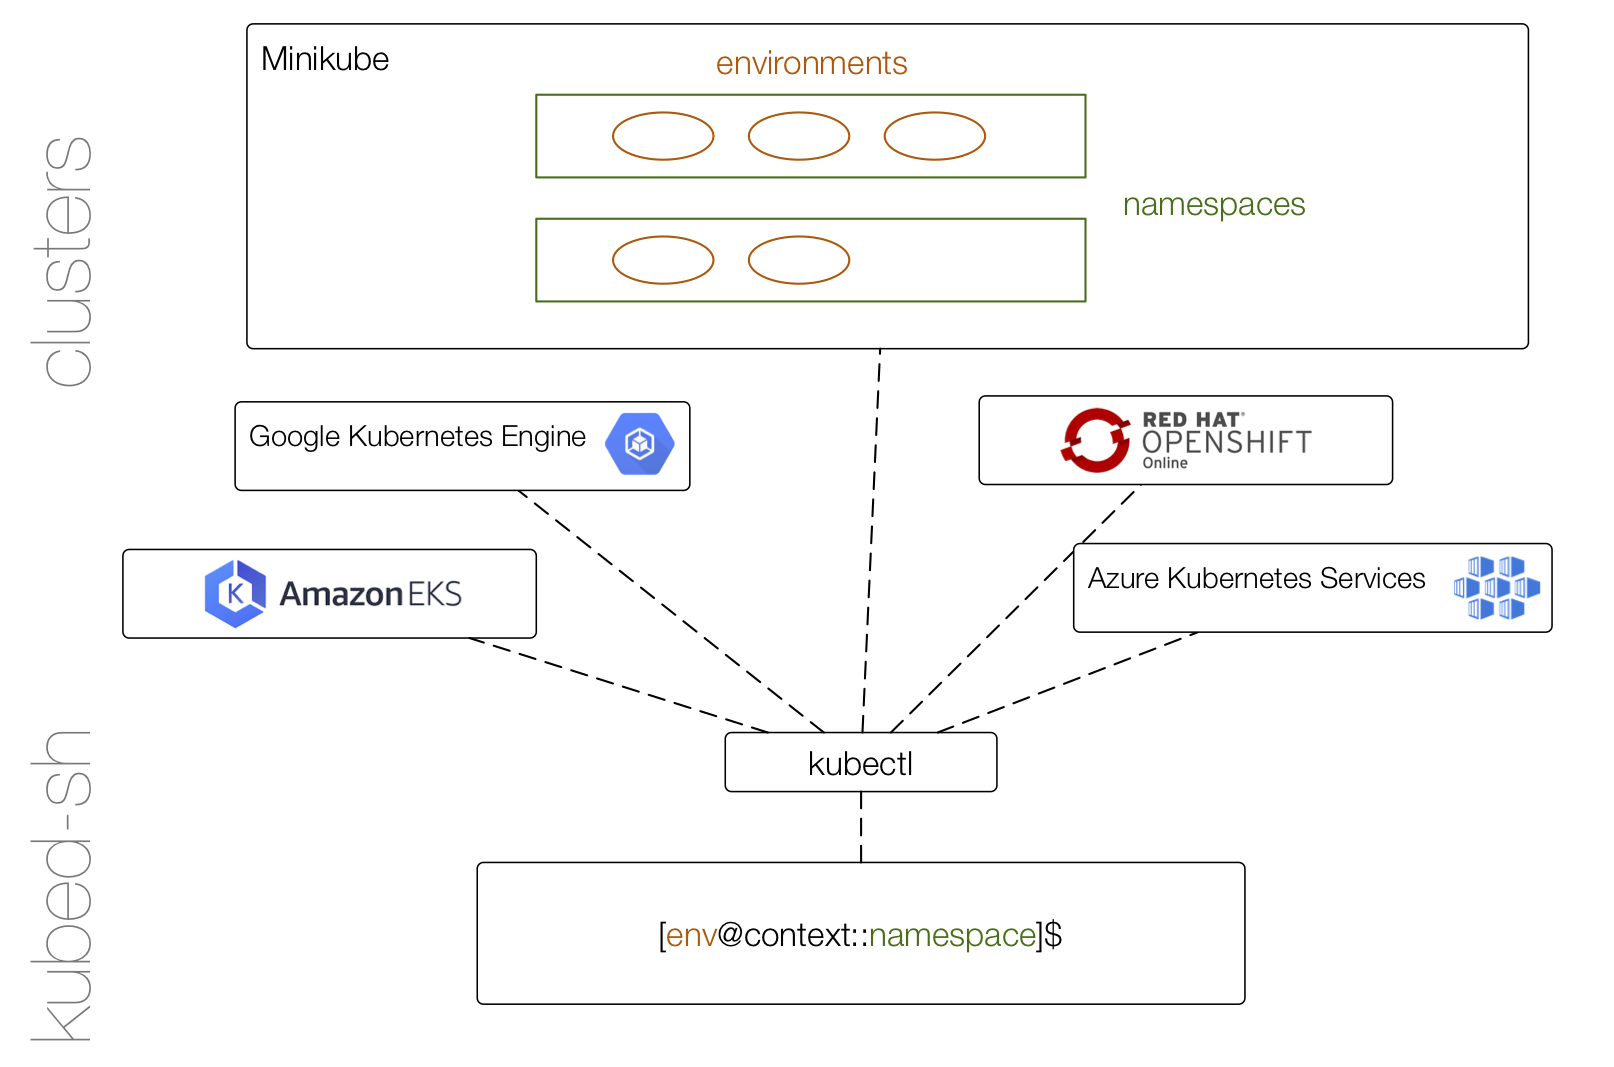 clusters
Minikube
environments
namespaces
Google Kubernetes Engine
RED HAT®
OPENSHIFT
Online
K
Amazon EKS
Azure Kubernetes Services
kubed-sh
kubectl
[env@context::namespace]$